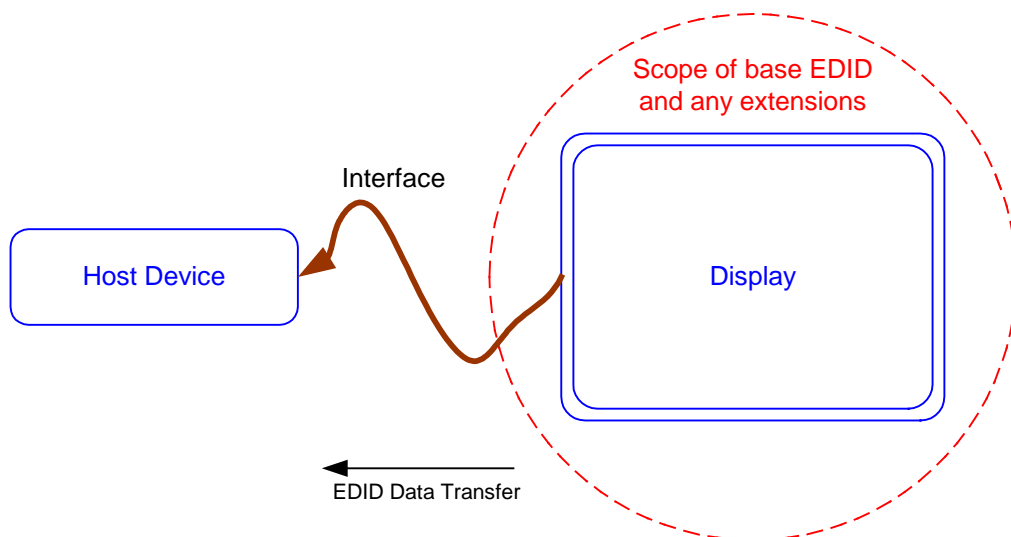 Scope of base EDID
and any extensions
Interface
Host Device
Display
EDID Data Transfer